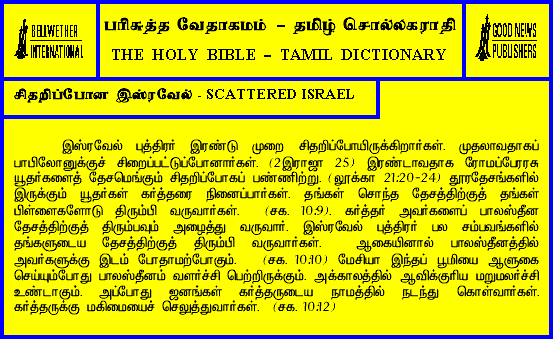 BELLWETHER
INTERNATIONAL
பரிசுத்த வேதாகமம் - தமிழ் சொல்லகராதி
THE HOLY BIBLE - TAMIL DICTIONARY
GOOD NEWS
PUBLISHERS
சிதறிப்போன இஸ்ரவேல் - SCATTERED ISRAEL
இஸ்ரவேல் புத்திரர் இரண்டு முறை சிதறிப்போயிருக்கிறார்கள். முதலாவதாகப்
பாபிலோனுக்குச் சிறைப்பட்டுப்போனார்கள். (2இராஜா 25) இரண்டாவதாக ரோமப்பேரரசு
யூதர்களைத் தேசமெங்கும் சிதறிப்போகப் பண்ணிற்று. (லூக்கா 21:20-24) தூரதேசங்களில்
இருக்கும் யூதர்கள் கர்த்தரை நினைப்பார்கள். தங்கள் சொந்த தேசத்திற்குத் தங்கள்
பிள்ளைகளோடு திரும்பி வருவார்கள். (சக. 10:9). கர்த்தர் அவர்களைப் பாலஸ்தீன
தேசத்திற்குத் திரும்பவும் அழைத்து வருவார். இஸ்ரவேல் புத்திரர் பல சம்பவங்களில்
தங்களுடைய தேசத்திற்குத் திரும்பி வருவார்கள். ஆகையினால் பாலஸ்தீனத்தில்
அவர்களுக்கு இடம் போதாமற்போகும். (சக. 10:10) மேசியா இந்தப் பூமியை ஆளுகை
செய்யும்போது பாலஸ்தீனம் வளர்ச்சி பெற்றிருக்கும். அக்காலத்தில் ஆவிக்குரிய மறுமலர்ச்சி
உண்டாகும். அப்போது ஜனங்கள் கர்த்தருடைய நாமத்தில் நடந்து கொள்வார்கள்.
கர்த்தருக்கு மகிமையைச் செலுத்துவார்கள். (சக. 10:12)